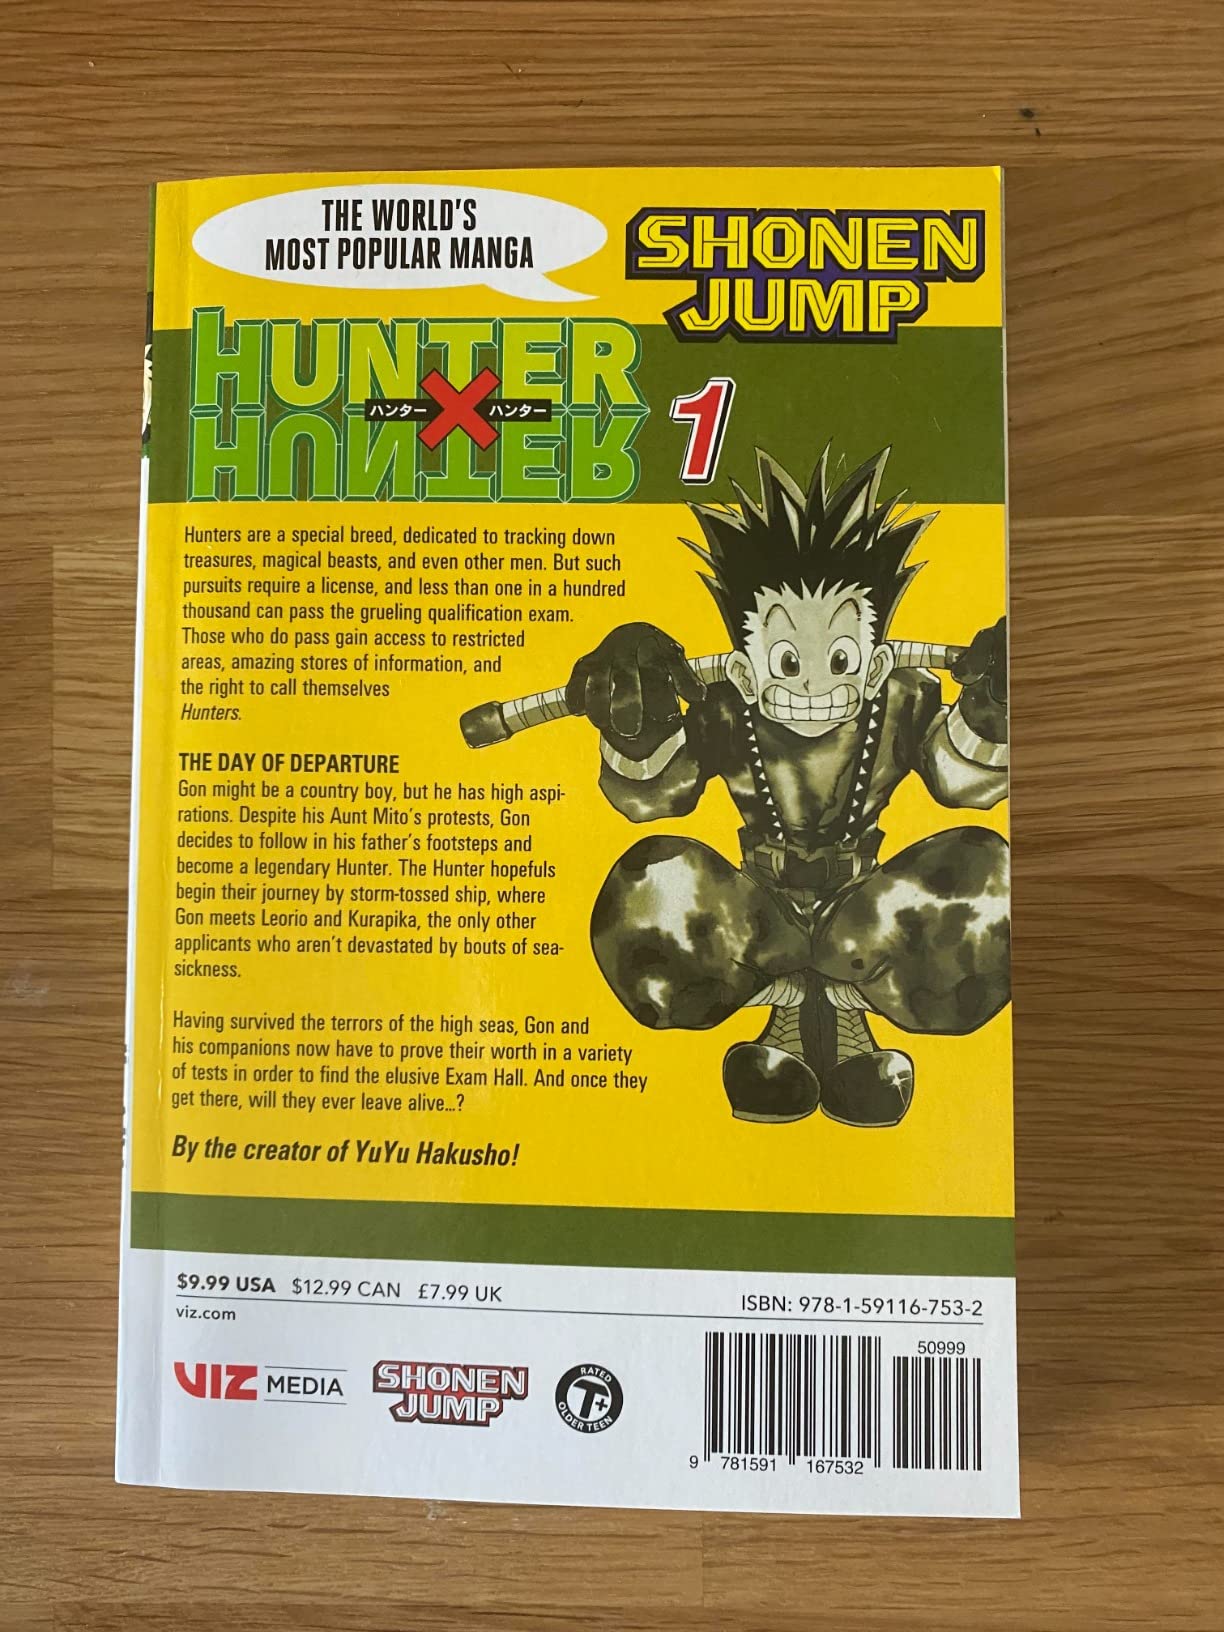 THE WORLD'S
MOST POPULAR MANGA
SHONEN
JUMP
HUNTER
ハンター X ハンター
HUNTER
1
Hunters are a special breed, dedicated to tracking down
treasures, magical beasts, and even other men. But such
pursuits require a license, and less than one in a hundred
thousand can pass the grueling qualification exam.
Those who do pass gain access to restricted
areas, amazing stores of information, and
the right to call themselves
Hunters.
THE DAY OF DEPARTURE
Gon might be a country boy, but he has high aspi-
rations. Despite his Aunt Mito's protests, Gon
decides to follow in his father's footsteps and
become a legendary Hunter. The Hunter hopefuls
begin their journey by storm-tossed ship, where
Gon meets Leorio and Kurapika, the only other
applicants who aren't devastated by bouts of sea-
sickness.
Having survived the terrors of the high seas, Gon and
his companions now have to prove their worth in a variety
of tests in order to find the elusive Exam Hall. And once they
get there, will they ever leave alive...?
By the creator of YuYu Hakusho!
$9.99 USA $12.99 CAN £7.99 UK
viz.com
ISBN: 978-1-59116-753-2
50999
VIZ MEDIA
SHONEN
JUMP
RATED
T+
OLDER TEEN
9 781591 167532